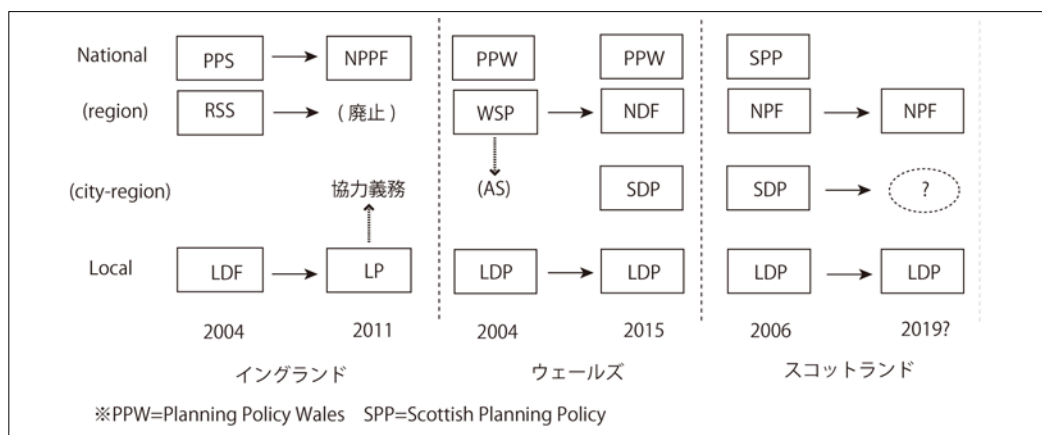 National PPS NPPF PPW PPW SPP
(region) RSS (廃止) WSP NDF NPF NPF
(city-region) 協力義務 (AS) SDP SDP ?
Local LDF LP LDP LDP LDP LDP
2004 2011 2004 2015 2006 2019?
イングランド ウェールズ スコットランド
※PPW=Planning Policy Wales SPP=Scottish Planning Policy